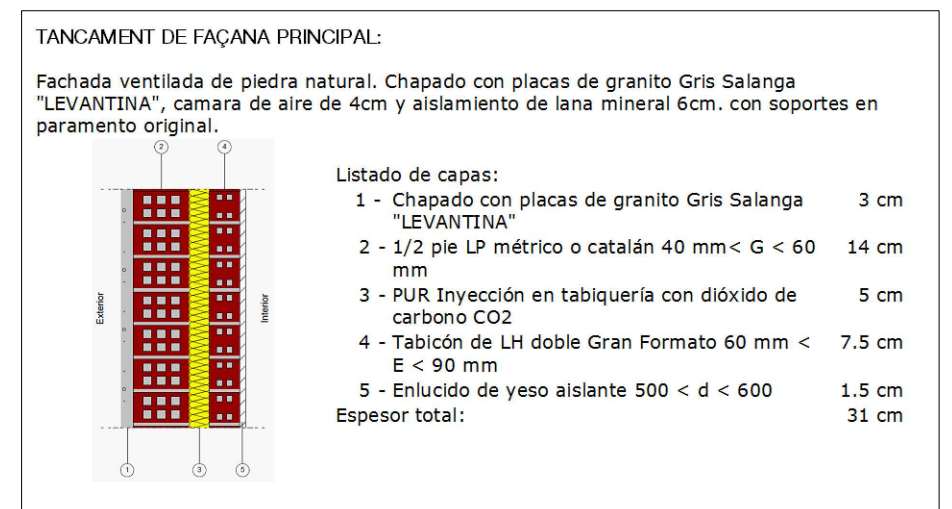 TANCAMENT DE FAÇANA PRINCIPAL:
Fachada ventilada de piedra natural. Chapado con placas de granito Gris Salanga
"LEVANTINA", camara de aire de 4cm y aislamiento de lana mineral 6cm. con soportes en
paramento original.
2 4
Exterior
Interior
1 3 5
Listado de capas:
1 - Chapado con placas de granito Gris Salanga 3 cm
"LEVANTINA"
2 - 1/2 pie LP métrico o catalán 40 mm< G < 60 14 cm
mm
3 - PUR Inyección en tabiquería con dióxido de 5 cm
carbono CO2
4 - Tabicón de LH doble Gran Formato 60 mm < 7.5 cm
E < 90 mm
5 - Enlucido de yeso aislante 500 < d < 600 1.5 cm
Espesor total: 31 cm